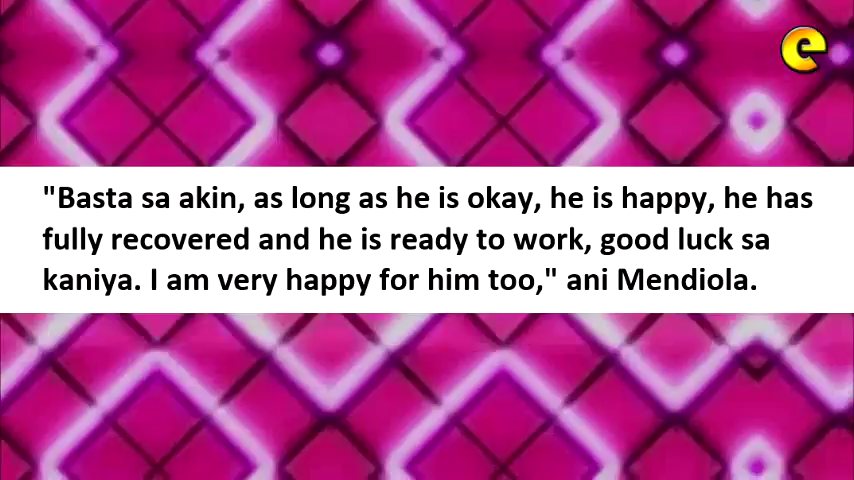 e
"Basta sa akin, as long as he is okay, he is happy, he has
fully recovered and he is ready to work, good luck sa
kaniya. I am very happy for him too," ani Mendiola.